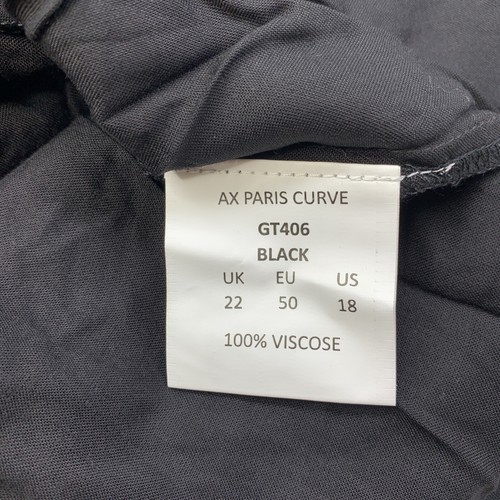 AX PARIS CURVE
GT406
BLACK
UK EU US
22 50 18
100% VISCOSE